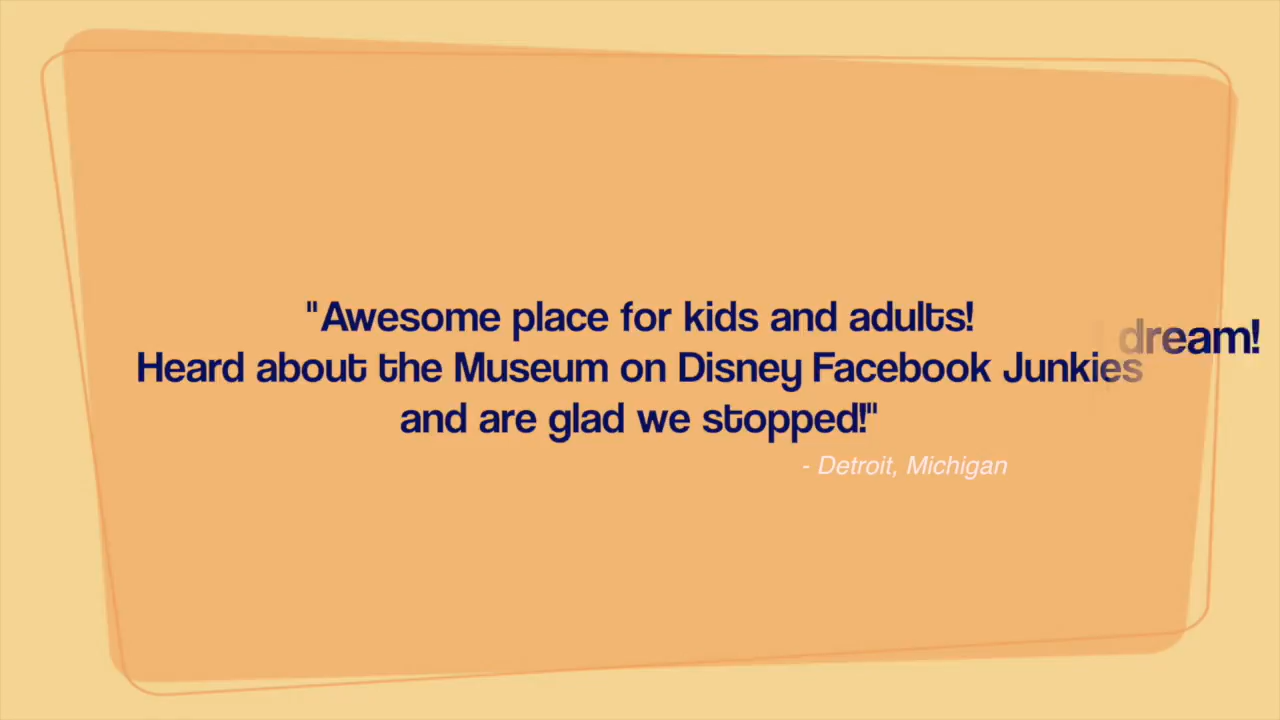 "Awesome place for kids and adults!
dream!
Heard about the Museum on Disney Facebook Junkies
and are glad we stopped!"
- Detroit, Michigan